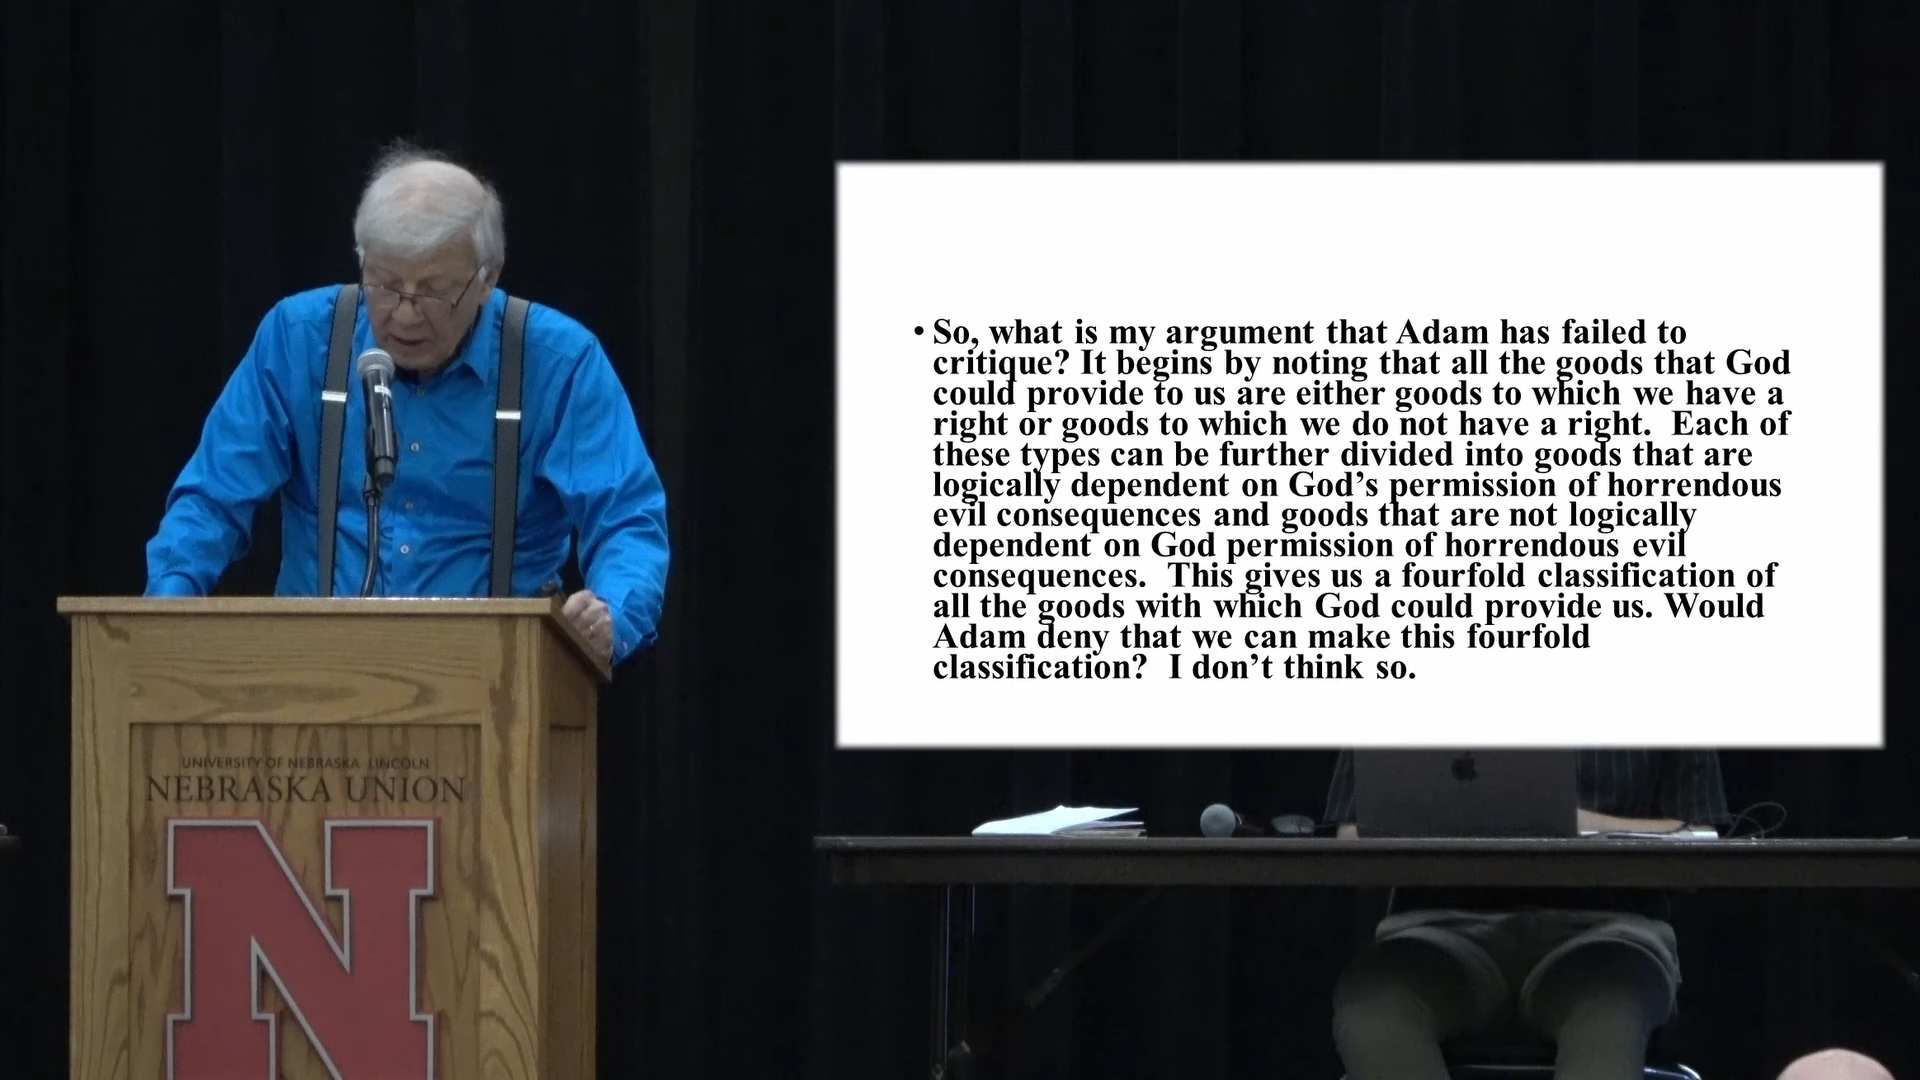 • So, what is my argument that Adam has failed to
critique? It begins by noting that all the goods that God
could provide to us are either goods to which we have a
right or goods to which we do not have a right.  Each of
these types can be further divided into goods that are
logically dependent on God’s permission of horrendous
evil consequences and goods that are not logically
dependent on God permission of horrendous evil
consequences.  This gives us a fourfold classification of
all the goods with which God could provide us. Would
Adam deny that we can make this fourfold
classification?  I don’t think so.
UNIVERSITY OF NEBRASKA LINCOLN
NEBRASKA UNION
N